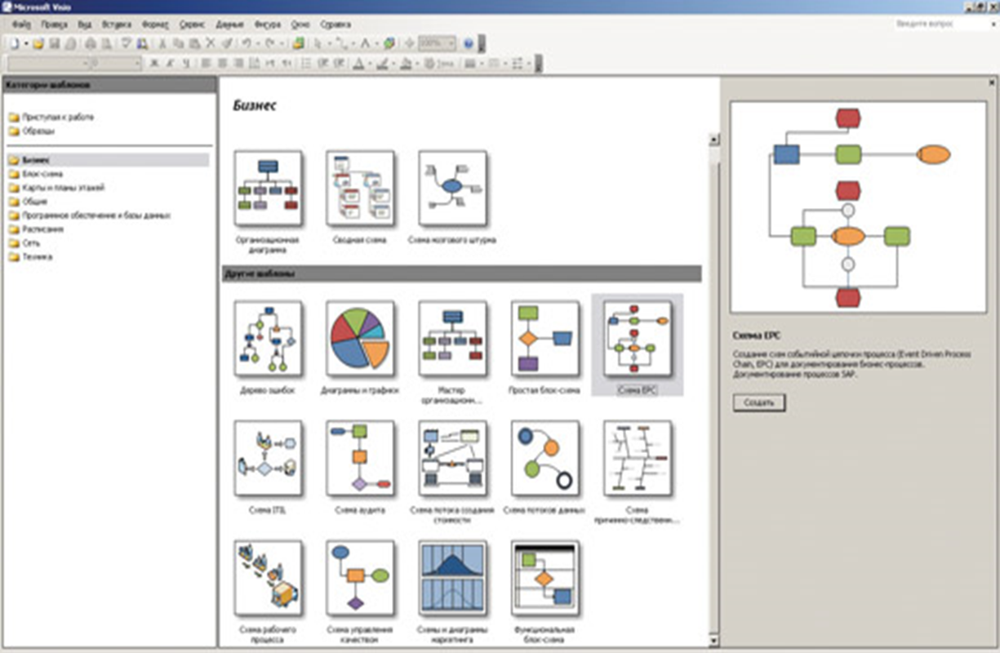 Microsoft Visio
Файл Правка Вид Вставка Формат Сервис Данные Фигура Окно Справка
Введите вопрос
100%
Тема
Категории шаблонов
Приступая к работе
Образцы
Бизнес
Блок-схема
Карты и планы этажей
Общие
Программное обеспечение и базы данных
Расписания
Сеть
Техника
Бизнес
Организационная
диаграмма
Сводная схема
Схема мозгового штурма
Другие шаблоны
Дерево ошибок
Диаграммы и графики
Мастер
организационн...
Простая блок-схема
Схема EPC
Схема ITIL
Схема аудита
Схема потока создания
стоимости
Схема потоков данных
Схема
причинно-следственн...
Схема рабочего
процесса
Схема управления
качеством
Схемы и диаграммы
маркетинга
Функциональная
блок-схема
Схема EPC
Создание схем событийной цепочки процесса (Event Driven Process
Chain, EPC) для документирования бизнес-процессов.
Документирование процессов SAP.
Создать